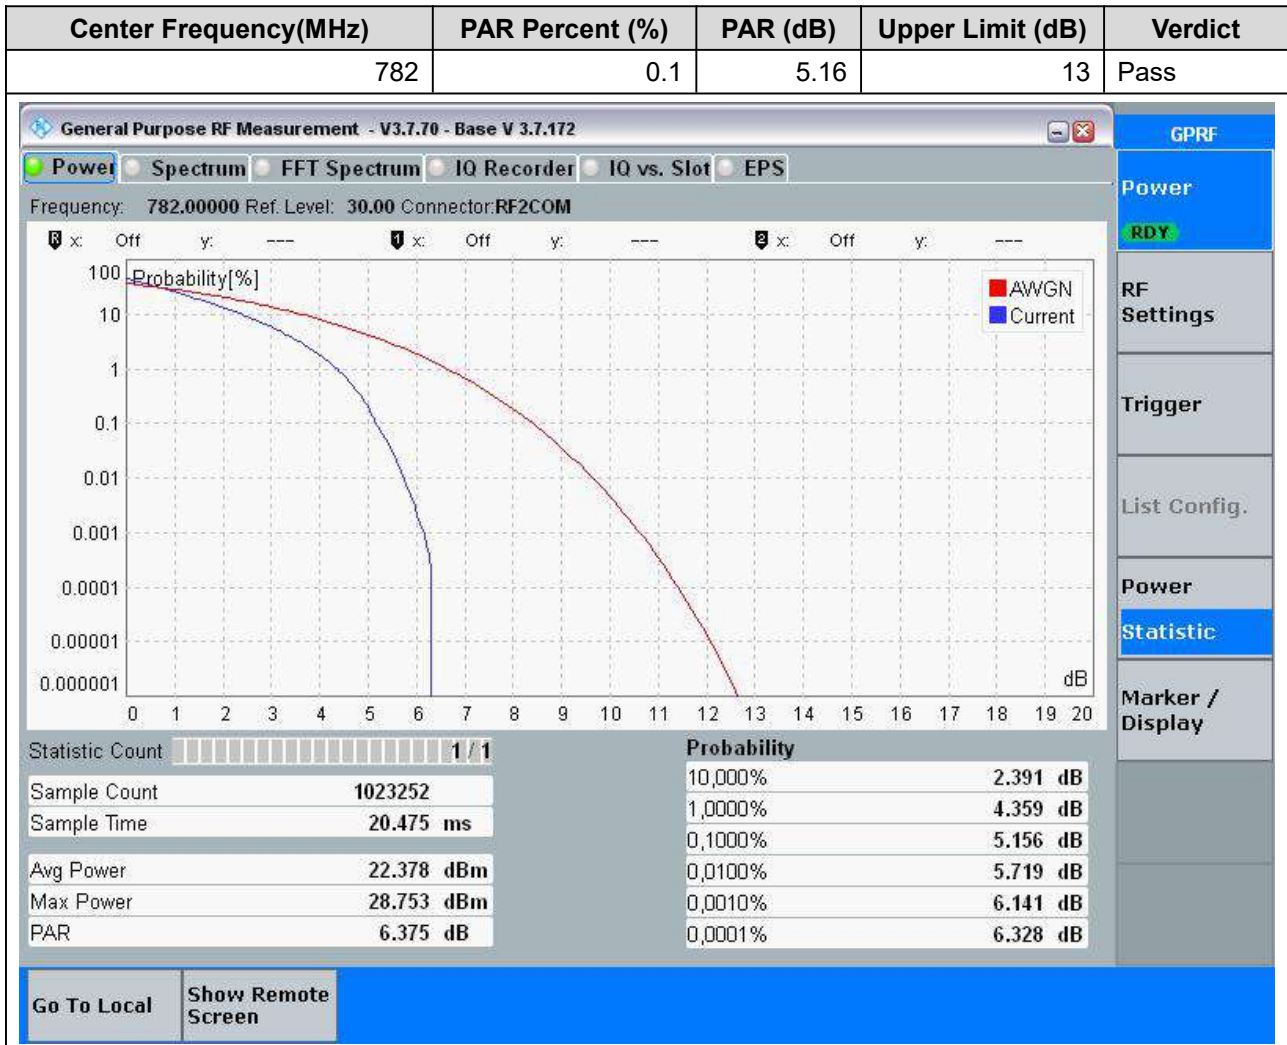 Center Frequency(MHz) PAR Percent (%) PAR (dB) Upper Limit (dB) Verdict
782 0.1 5.16 13 Pass
General Purpose RF Measurement - V3.7.70 - Base V 3.7.172
GPRF
Power Spectrum FFT Spectrum IQ Recorder IQ vs. Slot EPS
Frequency: 782.00000 Ref. Level: 30.00 Connector:RF2COM
R x: Off y: --- 1 x: Off y: --- 2 x: Off y: ---
Probability[%]
100
10
1
0.1
0.01
0.001
0.0001
0.00001
0.000001
AWGN
Current
dB
0 1 2 3 4 5 6 7 8 9 10 11 12 13 14 15 16 17 18 19 20
Statistic Count 1 / 1
Sample Count 1023252
Sample Time 20.475 ms
Avg Power 22.378 dBm
Max Power 28.753 dBm
PAR 6.375 dB
Probability
10,000% 2.391 dB
1,0000% 4.359 dB
0,1000% 5.156 dB
0,0100% 5.719 dB
0,0010% 6.141 dB
0,0001% 6.328 dB
Power
RDY
RF
Settings
Trigger
List Config.
Power
Statistic
Marker /
Display
Go To Local
Show Remote
Screen